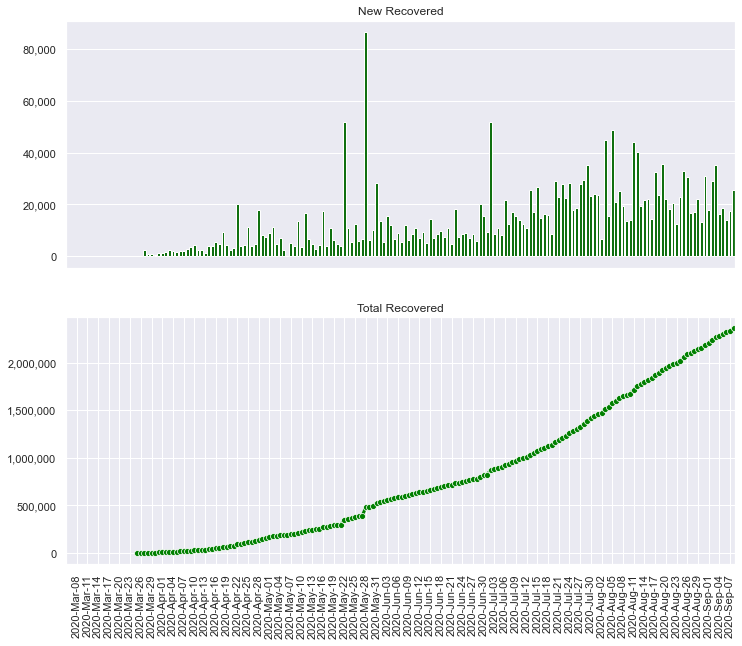 New Recovered
80,000
60,000
40,000
20,000
0
Total Recovered
2,000,000
1,500,000
1,000,000
500,000
0
2020-Mar-08
2020-Mar-11
2020-Mar-14
2020-Mar-17
2020-Mar-20
2020-Mar-23
2020-Mar-26
2020-Mar-29
2020-Apr-01
2020-Apr-04
2020-Apr-07
2020-Apr-10
2020-Apr-13
2020-Apr-16
2020-Apr-19
2020-Apr-22
2020-Apr-25
2020-Apr-28
2020-May-01
2020-May-04
2020-May-07
2020-May-10
2020-May-13
2020-May-16
2020-May-19
2020-May-22
2020-May-25
2020-May-28
2020-May-31
2020-Jun-03
2020-Jun-06
2020-Jun-09
2020-Jun-12
2020-Jun-15
2020-Jun-18
2020-Jun-21
2020-Jun-24
2020-Jun-27
2020-Jun-30
2020-Jul-03
2020-Jul-06
2020-Jul-09
2020-Jul-12
2020-Jul-15
2020-Jul-18
2020-Jul-21
2020-Jul-24
2020-Jul-27
2020-Jul-30
2020-Aug-02
2020-Aug-05
2020-Aug-08
2020-Aug-11
2020-Aug-14
2020-Aug-17
2020-Aug-20
2020-Aug-23
2020-Aug-26
2020-Aug-29
2020-Sep-01
2020-Sep-04
2020-Sep-07